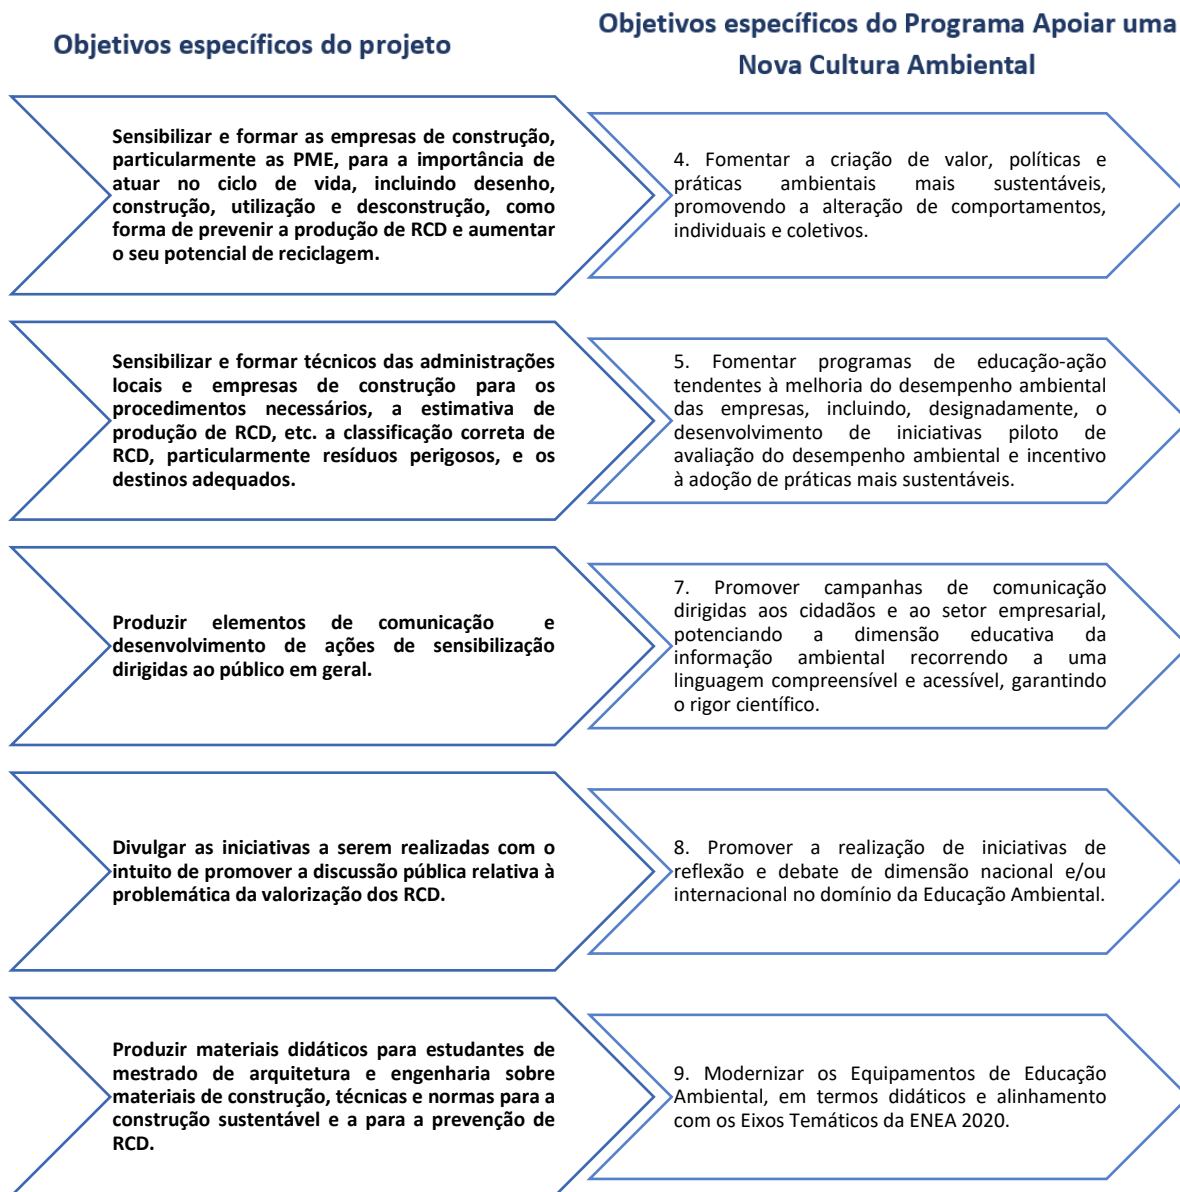 Objetivos específicos do projeto
Objetivos específicos do Programa Apoiar uma
Nova Cultura Ambiental
Sensibilizar e formar as empresas de construção,
particularmente as PME, para a importância de
atuar no ciclo de vida, incluindo desenho,
construção, utilização e desconstrução, como
forma de prevenir a produção de RCD e aumentar
o seu potencial de reciclagem.
4. Fomentar a criação de valor, políticas e
práticas ambientais mais sustentáveis,
promovendo a alteração de comportamentos,
individuais e coletivos.
Sensibilizar e formar técnicos das administrações
locais e empresas de construção para os
procedimentos necessários, a estimativa de
produção de RCD, etc. a classificação correta de
RCD, particularmente resíduos perigosos, e os
destinos adequados.
5. Fomentar programas de educação-ação
tendentes à melhoria do desempenho ambiental
das empresas, incluindo, designadamente, o
desenvolvimento de iniciativas piloto de
avaliação do desempenho ambiental e incentivo
à adoção de práticas mais sustentáveis.
Produzir elementos de comunicação e
desenvolvimento de ações de sensibilização
dirigidas ao público em geral.
7. Promover campanhas de comunicação
dirigidas aos cidadãos e ao setor empresarial,
potenciando a dimensão educativa da
informação ambiental recorrendo a uma
linguagem compreensível e acessível, garantindo
o rigor científico.
Divulgar as iniciativas a serem realizadas com o
intuito de promover a discussão pública relativa à
problemática da valorização dos RCD.
8. Promover a realização de iniciativas de
reflexão e debate de dimensão nacional e/ou
internacional no domínio da Educação Ambiental.
Produzir materiais didáticos para estudantes de
mestrado de arquitetura e engenharia sobre
materiais de construção, técnicas e normas para a
construção sustentável e a para a prevenção de
RCD.
9. Modernizar os Equipamentos de Educação
Ambiental, em termos didáticos e alinhamento
com os Eixos Temáticos da ENEA 2020.